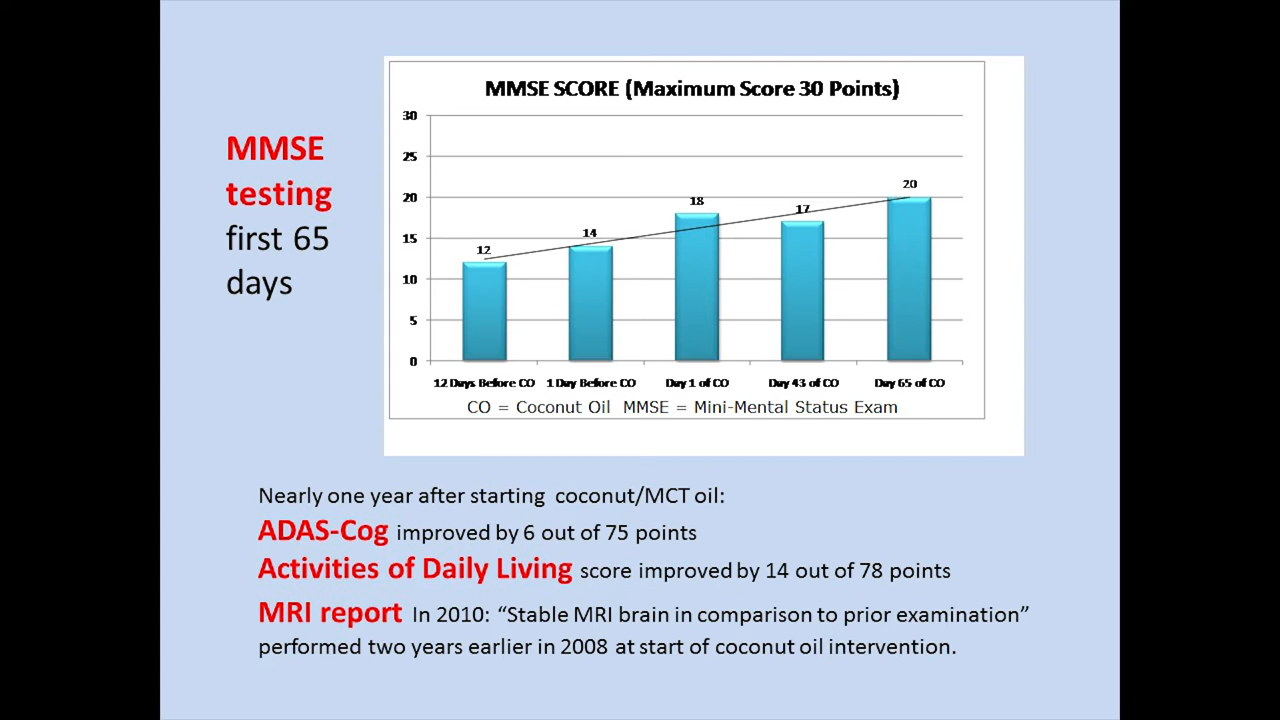 MMSE
testing
first 65
days
MMSE SCORE (Maximum Score 30 Points)
30
25
20
15
10
5
0
12
14
18
17
20
12 Days Before CO 1 Day Before CO Day 1 of CO Day 43 of CO Day 65 of CO
CO = Coconut Oil MMSE = Mini-Mental Status Exam
Nearly one year after starting coconut/MCT oil:
ADAS-Cog improved by 6 out of 75 points
Activities of Daily Living score improved by 14 out of 78 points
MRI report In 2010: “Stable MRI brain in comparison to prior examination”
performed two years earlier in 2008 at start of coconut oil intervention.